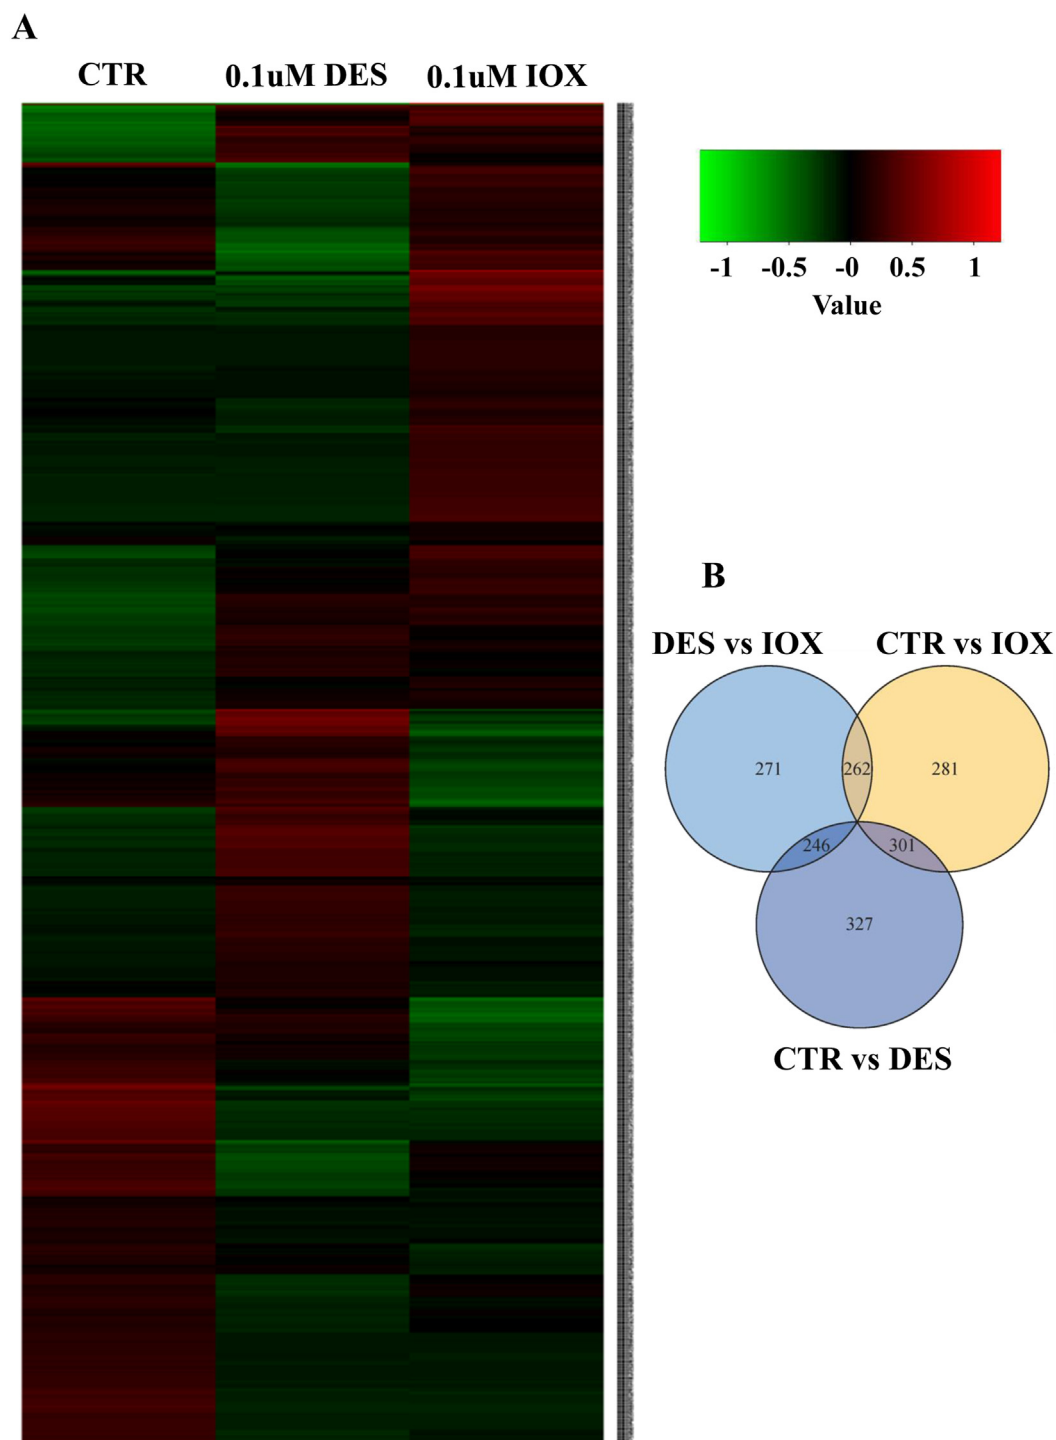 A
CTR 0.1uM DES 0.1uM IOX
-1 -0.5 -0 0.5 1
Value
B
DES vs IOX CTR vs IOX
271 262 281
246 301
327
CTR vs DES